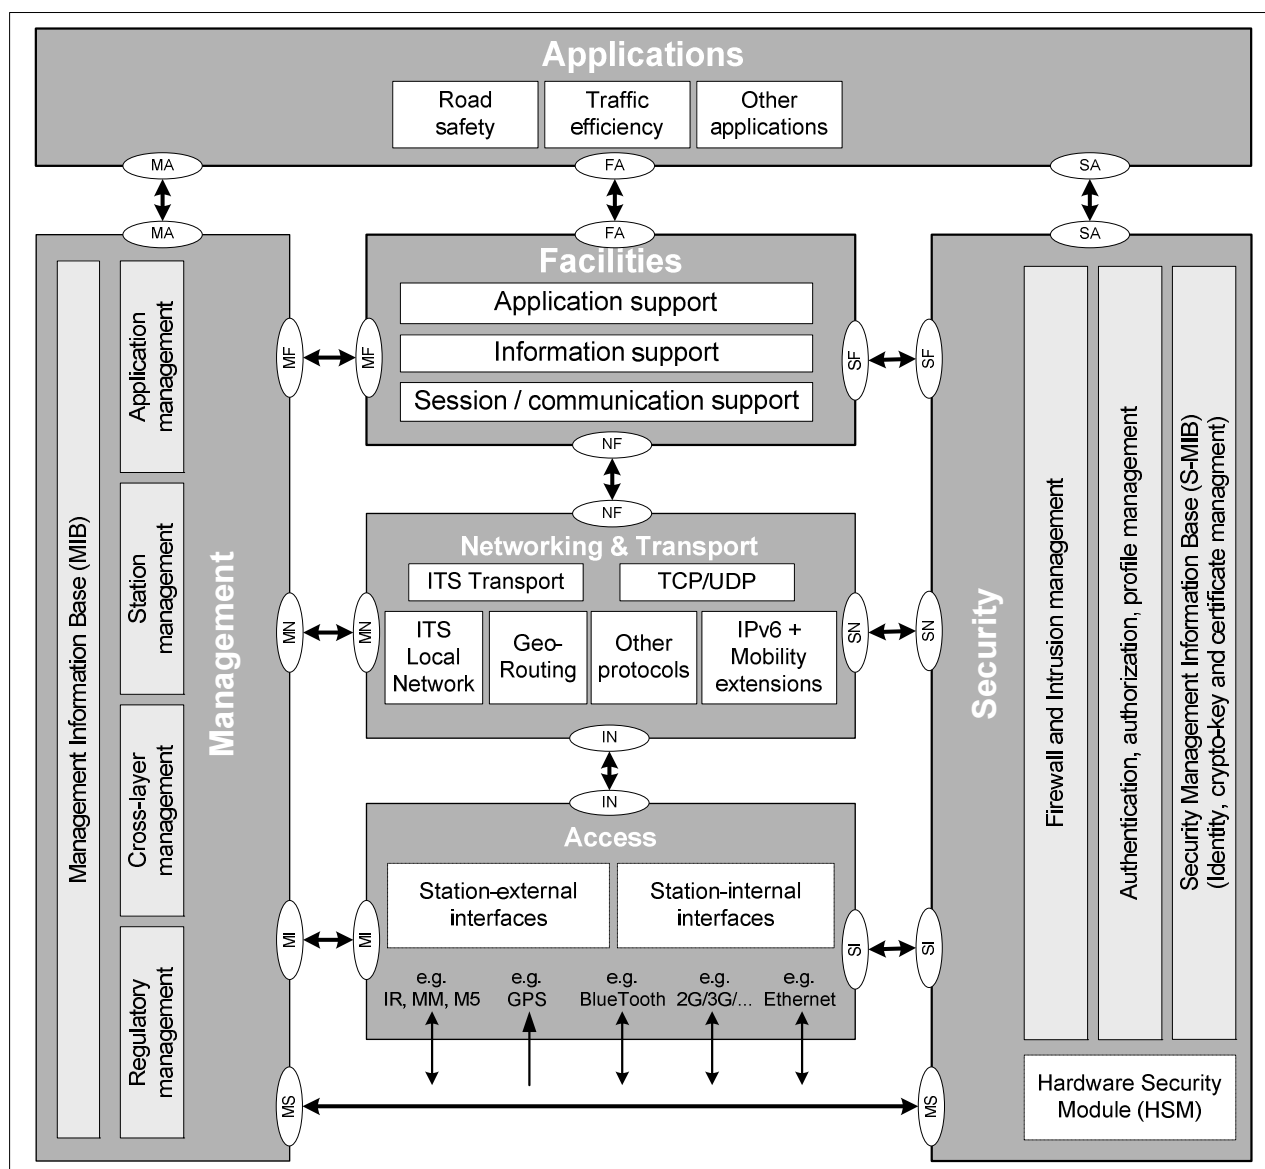 Applications
Road
safety
Traffic
efficiency
Other
applications
MA
FA
SA
MA
FA
SA
Management Information Base (MIB)
Application
management
Station
management
Cross-layer
management
Regulatory
management
Management
MF
MF
MN
MN
MI
MI
MS
Facilities
Application support
Information support
Session / communication support
NF
NF
Networking & Transport
ITS Transport
TCP/UDP
ITS
Local
Network
Geo-
Routing
Other
protocols
IPv6 +
Mobility
extensions
IN
IN
Access
Station-external
interfaces
Station-internal
interfaces
e.g.
IR, MM, M5
e.g.
GPS
e.g.
BlueTooth
e.g.
2G/3G/...
e.g.
Ethernet
SF
SF
SN
SN
SI
SI
MS
Security
Firewall and Intrusion management
Authentication, authorization, profile management
Security Management Information Base (S-MIB)
(Identity, crypto-key and certificate managment)
Hardware Security
Module (HSM)